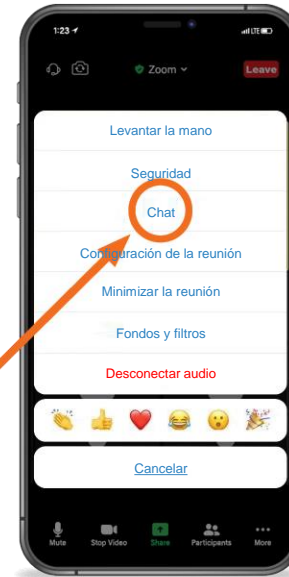 1:23
LTE
Zoom
Leave
Levantar la mano
Seguridad
Chat
Configuración de la reunión
Minimizar la reunión
Fondos y filtros
Desconectar audio
Cancelar
Mute Stop Video Share Participants More